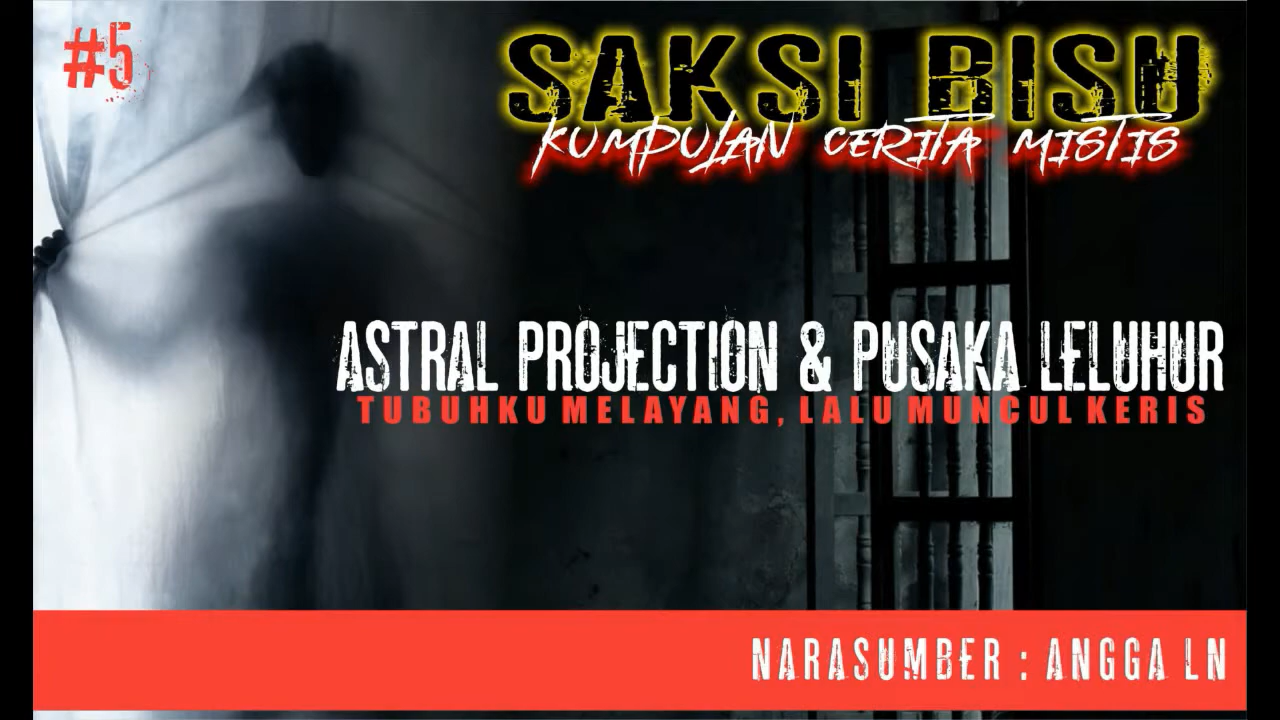 #5
SAKSI BISU
KUMPULAN CERITA MISTIS
ASTRAL PROJECTION & PUSAKA LELUHUR
TUBUHKU MELAYANG, LALU MUNCUL KERIS
NARASUMBER : ANGGA LN